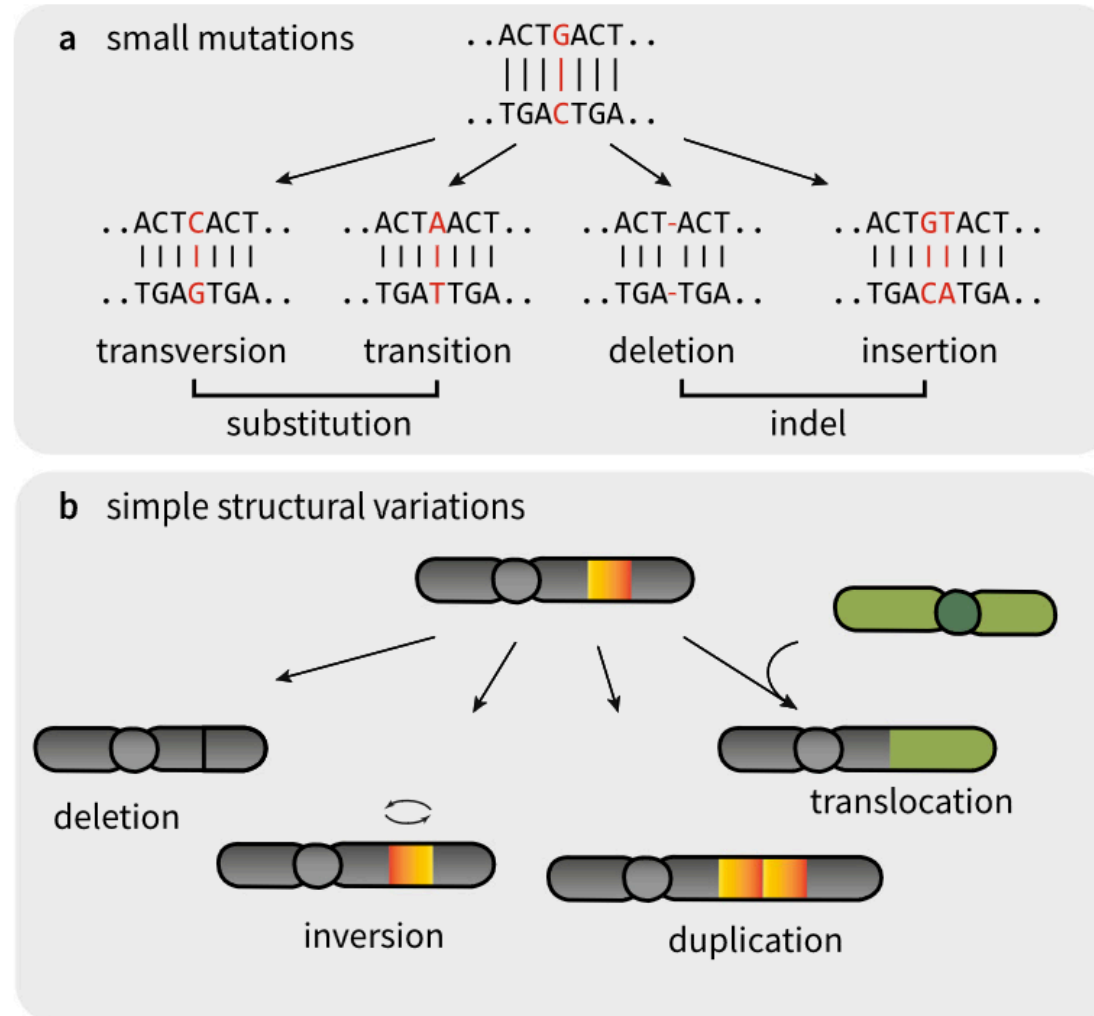 a small mutations
..ACTGACT..
..TGACTGA..
..ACTCACT.. ..ACTAACT.. ..ACT-ACT.. ..ACTGTACT..
..TGAGTGA.. ..TGATTGA.. ..TGA-TGA.. ..TGACATGA..
transversion transition deletion insertion
substitution indel
b simple structural variations
deletion
translocation
inversion
duplication